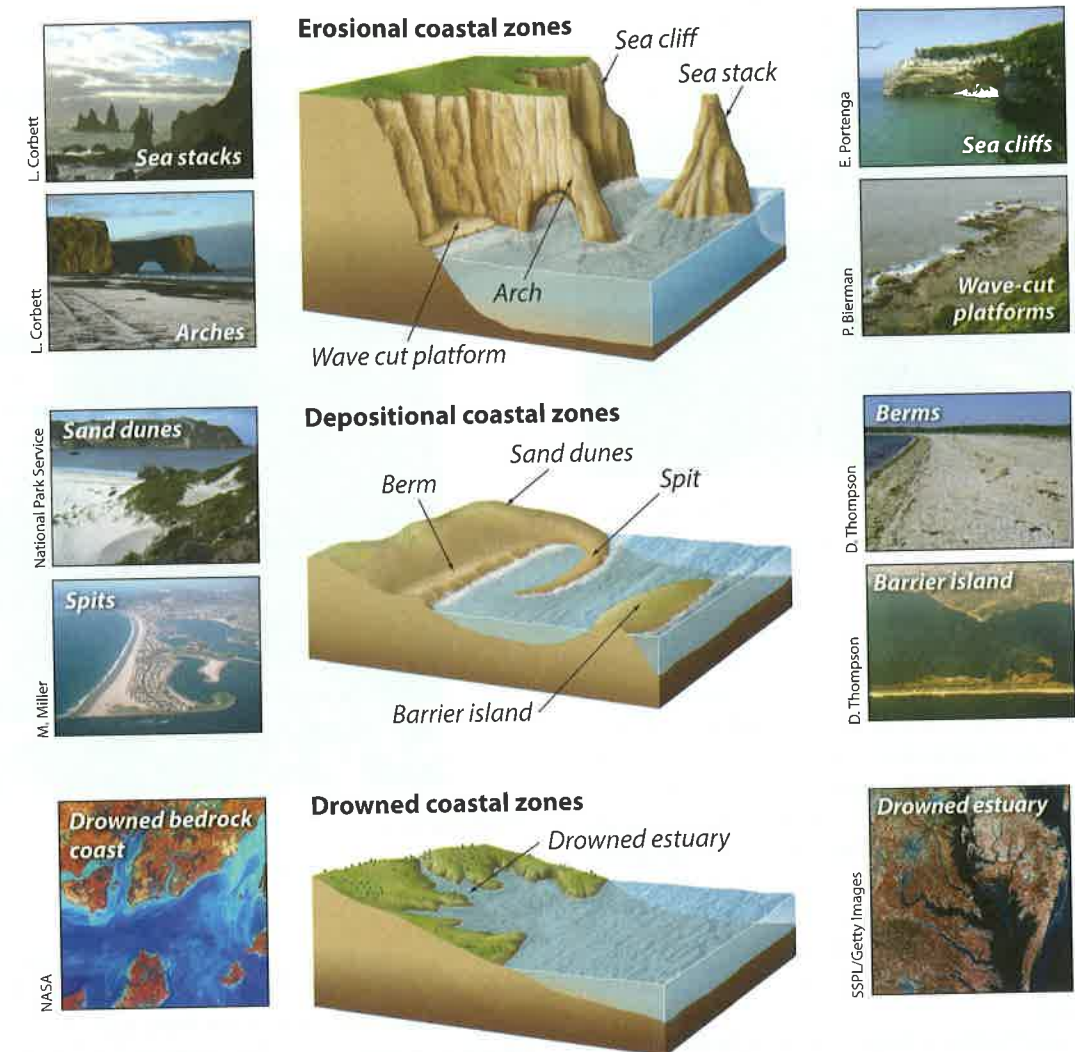 Erosional coastal zones
Sea cliff
Sea stack
L. Corbett
Sea stacks
E. Portenga
Sea cliffs
L. Corbett
Arches
Arch
Wave cut platform
P. Bierman
Wave-cut
platforms
Depositional coastal zones
National Park Service
Sand dunes
Sand dunes
Berm
Spit
D. Thompson
Berms
M. Miller
Spits
Barrier island
D. Thompson
Barrier island
Drowned coastal zones
NASA
Drowned bedrock
coast
Drowned estuary
SSPL/Getty Images
Drowned estuary